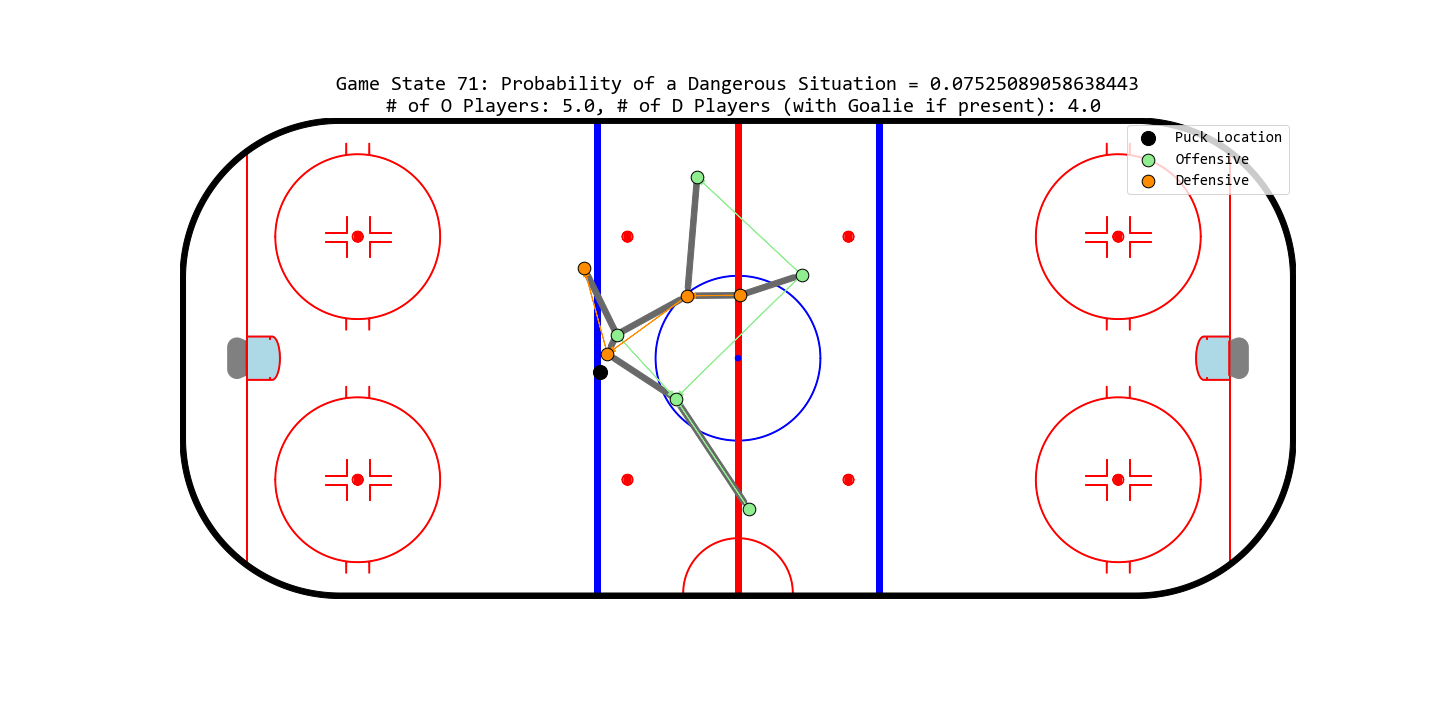 Game State 71: Probability of a Dangerous Situation = 0.07525089058638443
# of O Players: 5.0, # of D Players (with Goalie if present): 4.0
Puck Location
Offensive
Defensive